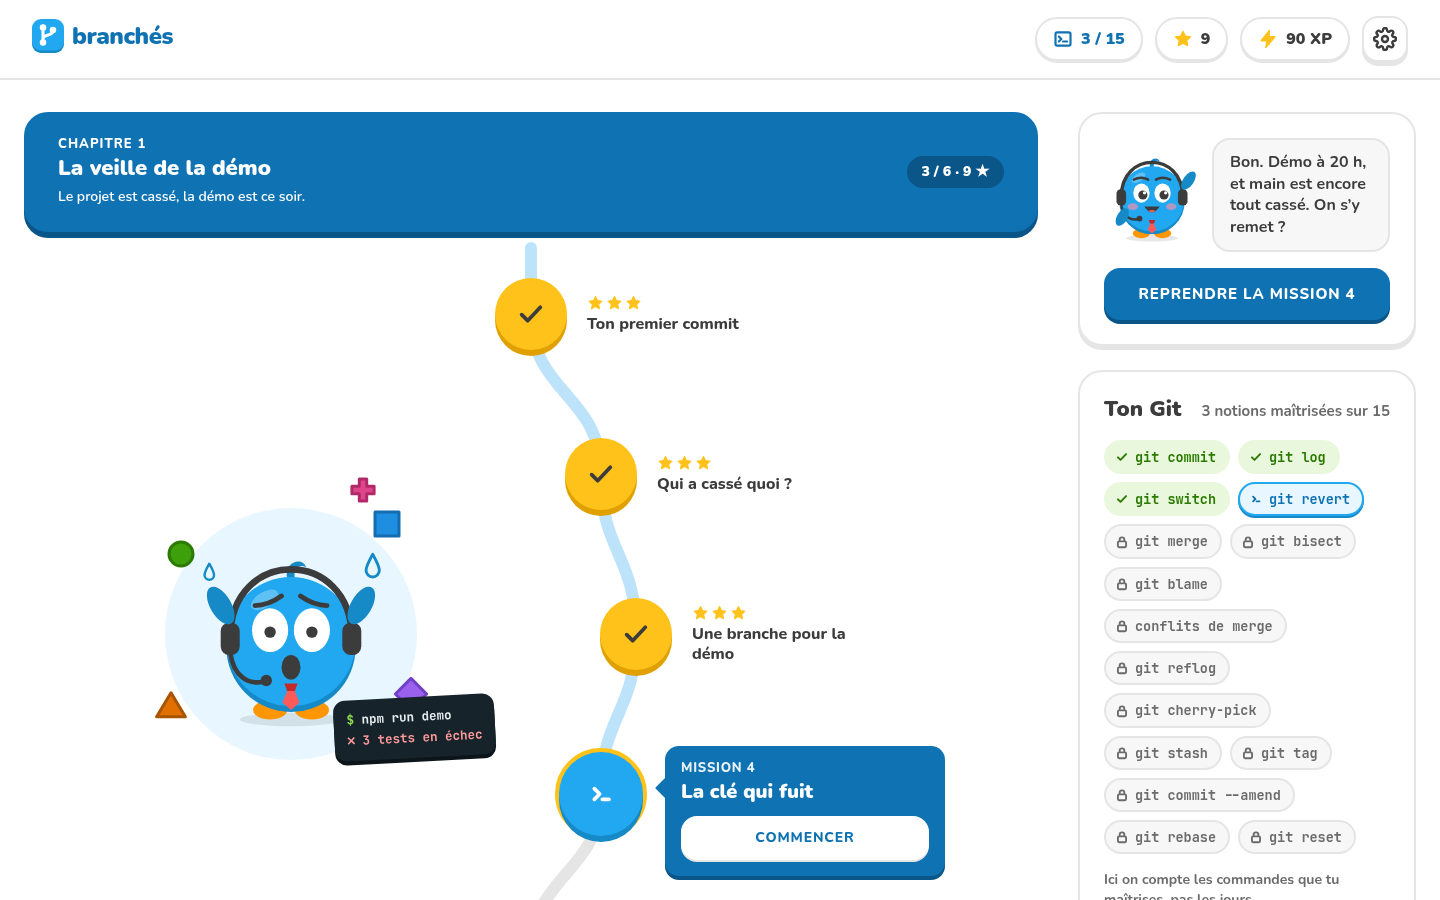 branchés
3 / 15
9
90 XP
CHAPITRE 1
La veille de la démo
Le projet est cassé, la démo est ce soir.
3 / 6 · 9 ★
Ton premier commit
Qui a cassé quoi ?
Une branche pour la
démo
$ npm run demo
× 3 tests en échec
MISSION 4
La clé qui fuit
COMMENCER
Bon. Démo à 20 h,
et main est encore
tout cassé. On s’y
remet ?
REPRENDRE LA MISSION 4
Ton Git
3 notions maîtrisées sur 15
git commit
git log
git switch
git revert
git merge
git bisect
git blame
conflits de merge
git reflog
git cherry-pick
git stash
git tag
git commit --amend
git rebase
git reset
Ici on compte les commandes que tu
maîtrises, pas les jours.